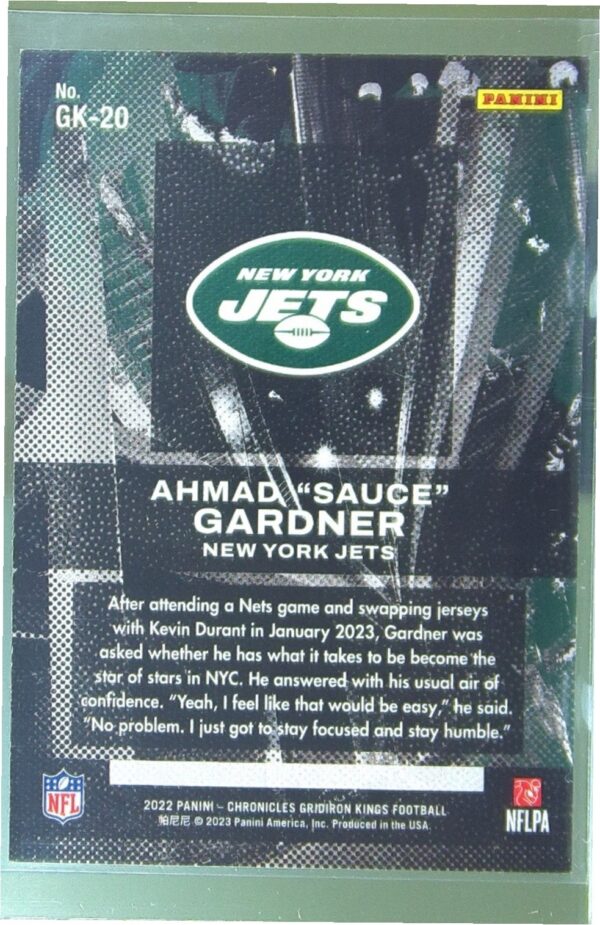 No.
GK-20
PANINI
NEW YORK
JETS
AHMAD "SAUCE"
GARDNER
NEW YORK JETS
After attending a Nets game and swapping jerseys
with Kevin Durant in January 2023, Gardner was
asked whether he has what it takes to be become the
star of stars in NYC. He answered with his usual air of
confidence. "Yeah, I feel like that would be easy," he said.
"No problem. I just got to stay focused and stay humble."
NFL
2022 PANINI – CHRONICLES GRIDIRON KINGS FOOTBALL
帕尼尼 © 2023 Panini America, Inc. Produced in the USA.
NFLPA